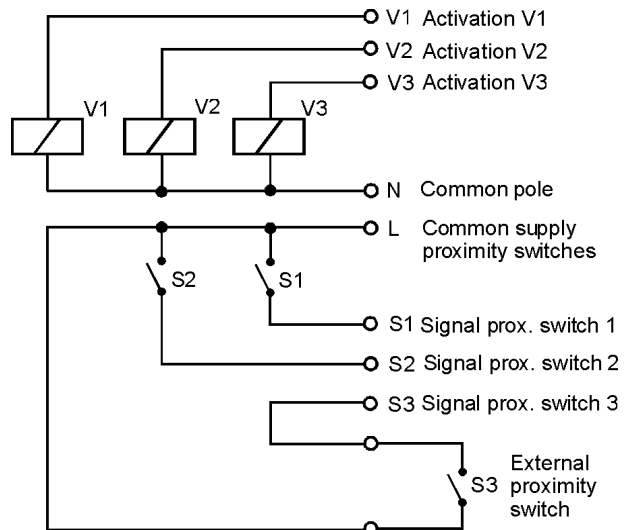 V1 Activation V1
V2 Activation V2
V3 Activation V3
V1
V2
V3
N Common pole
L Common supply
proximity switches
S2
S1
S1 Signal prox. switch 1
S2 Signal prox. switch 2
S3 Signal prox. switch 3
S3
External
proximity
switch